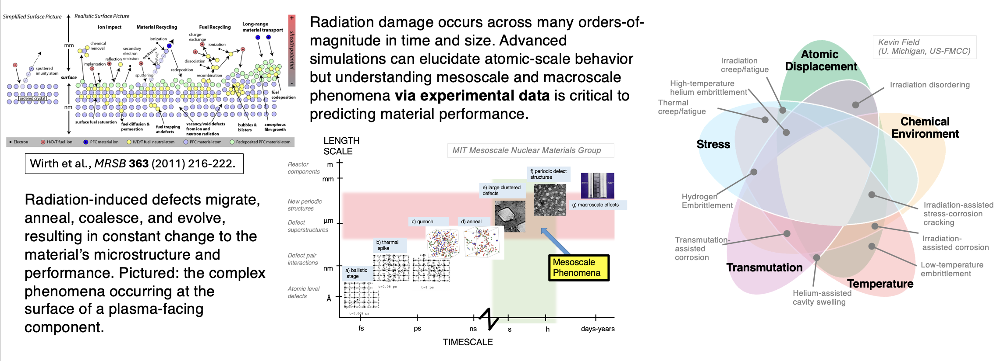 Simplified Surface Picture
Realistic Surface Picture
Ion impact
Material Recycling
Fuel Recycling
Long-range
material transport
+
sheath potential
-
mm
surface
nm
sputtered
imurity atom
ordered crystal
chemical
removal
implantation
reflection
secondary
electron
emission
excitation
ionization
sputtering
redeposition
charge-
exchange
ionization
dissociation
recombination
fuel
codeposition
surface fuel saturation
fuel diffusion &
permeation
fuel trapping
at defects
vacancy/void defects
from ion and
neutron radiation
bubbles &
blisters
amorphous
film growth
Electron
H/D/T fuel ion
PFC material ion
H/D/T fuel neutral atom
PFC material atom
Redeposited PFC material atom
Wirth et al., MRSB 363 (2011) 216-222.
Radiation-induced defects migrate,
anneal, coalesce, and evolve,
resulting in constant change to the
material's microstructure and
performance. Pictured: the complex
phenomena occurring at the
surface of a plasma-facing
component.
Radiation damage occurs across many orders-of-
magnitude in time and size. Advanced
simulations can elucidate atomic-scale behavior
but understanding mesoscale and macroscale
phenomena via experimental data is critical to
predicting material performance.
LENGTH
SCALE
MIT Mesoscale Nuclear Materials Group
Reactor
components
New periodic
structures
Defect
superstructures
Defect pair
interactions
Atomic level
defects
m
mm
μm
nm
Å
a) ballistic
stage
t=0.008 ps
b) thermal
spike
t=0.08 ps
t=8 ps
c) quench
d) anneal
e) large clustered
defects
f) periodic defect
structures
g) macroscale effects
Mesoscale
Phenomena
fs
ps
ns
s
h
days-years
TIMESCALE
Kevin Field
(U. Michigan, US-FMCC)
Atomic
Displacement
Chemical
Environment
Stress
Transmutation
Temperature
Irradiation
creep/fatigue
High-temperature
helium embrittlement
Thermal
creep/fatigue
Irradiation disordering
Hydrogen
Embrittlement
Transmutation-
assisted
corrosion
Helium-assisted
cavity swelling
Irradiation-assisted
stress-corrosion
cracking
Irradiation-
assisted corrosion
Low-temperature
embrittlement